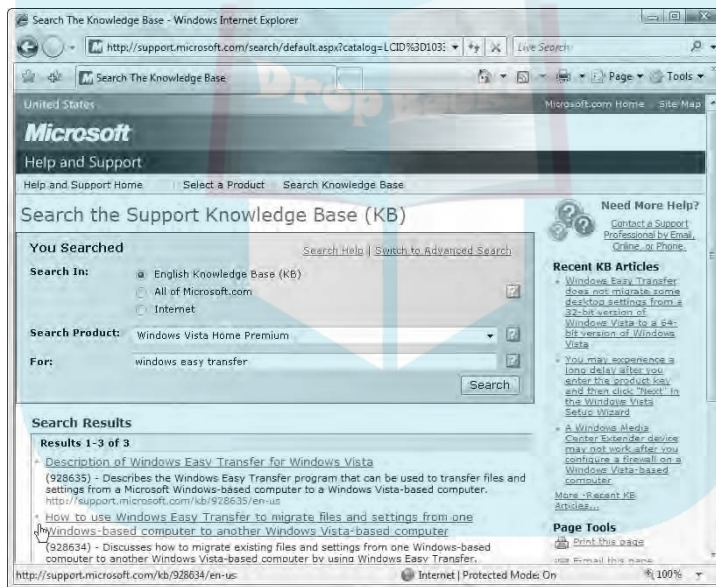 Search The Knowledge Base - Windows Internet Explorer
http://support.microsoft.com/search/default.aspx?catalog=LCID%3D103
Live Search
Search The Knowledge Base
Page
Tools
United States
Microsoft.com Home
Site Map
Microsoft
Help and Support
Help and Support Home
Select a Product
Search Knowledge Base
Search the Support Knowledge Base (KB)
You Searched
Search Help | Switch to Advanced Search
Search In:
English Knowledge Base (KB)
All of Microsoft.com
Internet
Search Product:
Windows Vista Home Premium
For:
windows easy transfer
Search
Search Results
Results 1-3 of 3
Description of Windows Easy Transfer for Windows Vista
(928635) - Describes the Windows Easy Transfer program that can be used to transfer files and
settings from a Microsoft Windows-based computer to a Windows Vista-based computer.
http://support.microsoft.com/kb/928635/en-us
How to use Windows Easy Transfer to migrate files and settings from one
Windows-based computer to another Windows Vista-based computer
(928634) - Discusses how to migrate existing files and settings from one Windows-based
computer to another Windows Vista-based computer by using Windows Easy Transfer.
Need More Help?
Contact a Support
Professional by Email,
Online, or Phone.
Recent KB Articles
Windows Easy Transfer
does not migrate some
desktop settings from a
32-bit version of
Windows Vista to a 64-
bit version of Windows
Vista
You may experience a
long delay after you
enter the product key
and then click "Next" in
the Windows Vista
Setup Wizard
A Windows Media
Center Extender device
may not work after you
configure a firewall on a
Windows Vista-based
computer
More Recent KB
Articles...
Page Tools
Print this page
E-mail this page
http://support.microsoft.com/kb/928634/en-us
Internet | Protected Mode: On
100%